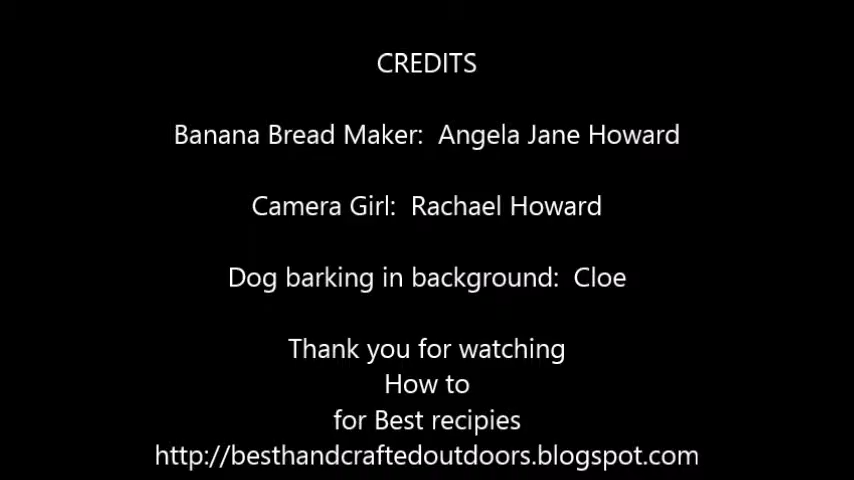 CREDITS
Banana Bread Maker:  Angela Jane Howard
Camera Girl:  Rachael Howard
Dog barking in background:  Cloe
Thank you for watching
How to
for Best recipies
http://besthandcraftedoutdoors.blogspot.com